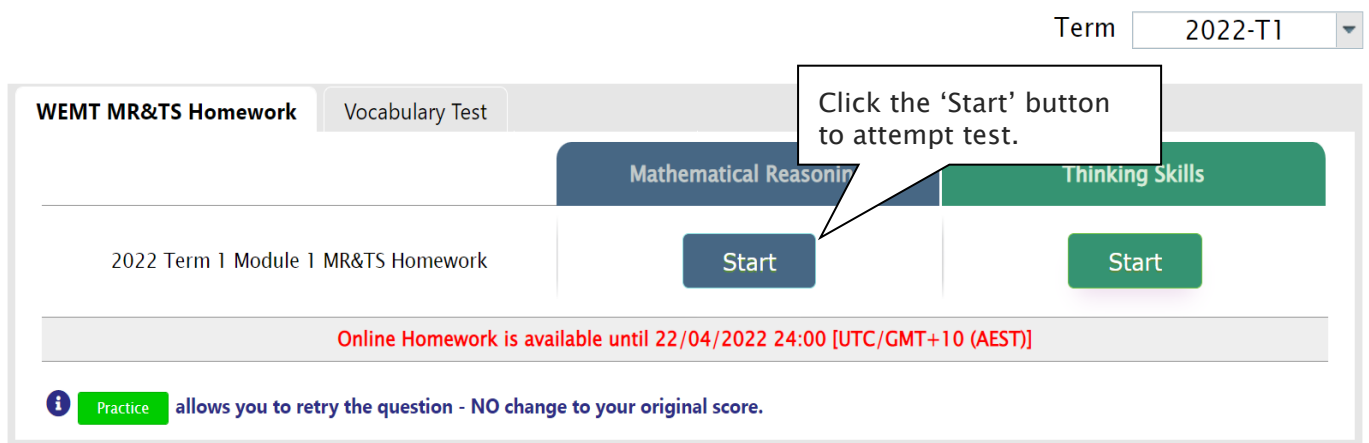 Term 2022-T1
WEMT MR&TS Homework Vocabulary Test
Click the ‘Start’ button
to attempt test.
Mathematical Reasonin Thinking Skills
2022 Term 1 Module 1 MR&TS Homework Start Start
Online Homework is available until 22/04/2022 24:00 [UTC/GMT+10 (AEST)]
i Practice allows you to retry the question - NO change to your original score.